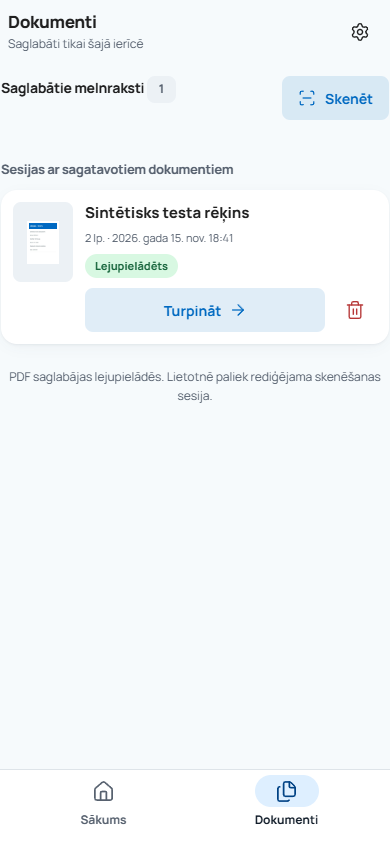 Dokumenti
Saglabāti tikai šajā ierīcē
Saglabātie melnraksti 1
Skenēt
Sesijas ar sagatavotiem dokumentiem
Sintētisks testa rēķins
2 lp. · 2026. gada 15. nov. 18:41
Lejupielādēts
Turpināt
PDF saglabājas lejupielādēs. Lietotnē paliek rediģējama skenēšanas
sesija.
Sākums
Dokumenti